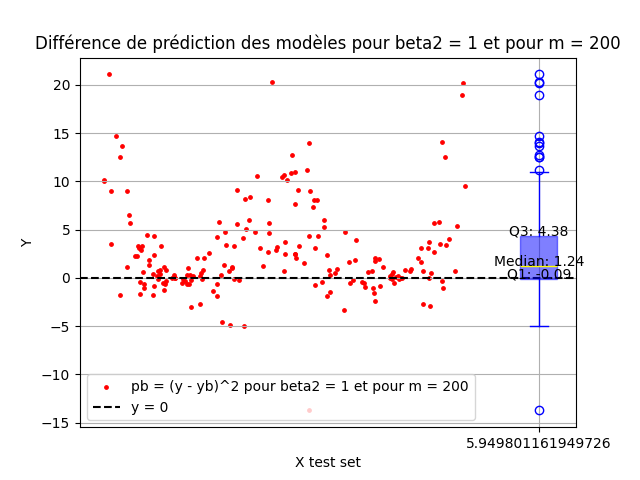 Différence de prédiction des modèles pour beta2 = 1 et pour m = 200
20
15
10
5
0
−5
−10
−15
Y
Q3: 4.38
Median: 1.24
Q1: -0.09
pb = (y - yb)^2 pour beta2 = 1 et pour m = 200
y = 0
5.949801161949726
X test set